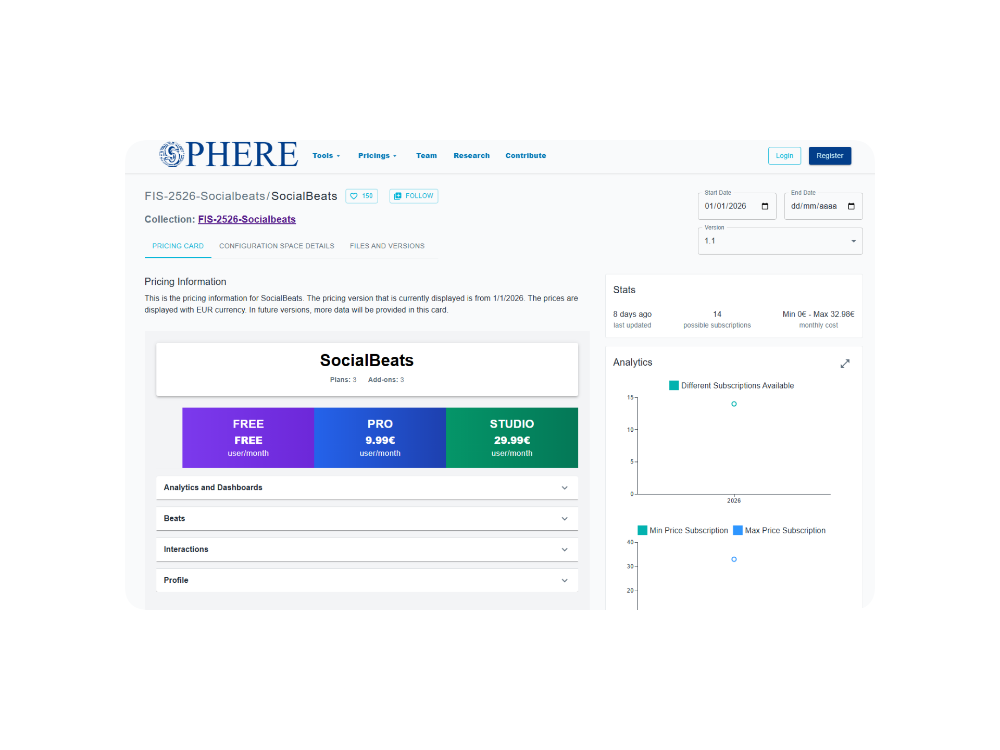 SPHERE
Tools
Pricings
Team
Research
Contribute
Login
Register
FIS-2526-Socialbeats/SocialBeats
150
FOLLOW
Collection: FIS-2526-Socialbeats
PRICING CARD
CONFIGURATION SPACE DETAILS
FILES AND VERSIONS
Start Date
01/01/2026
End Date
dd/mm/aaaa
Version
1.1
Pricing Information
This is the pricing information for SocialBeats. The pricing version that is currently displayed is from 1/1/2026. The prices are
displayed with EUR currency. In future versions, more data will be provided in this card.
SocialBeats
Plans: 3 Add-ons: 3
FREE
FREE
user/month
PRO
9.99€
user/month
STUDIO
29.99€
user/month
Analytics and Dashboards
Beats
Interactions
Profile
Stats
8 days ago
last updated
14
possible subscriptions
Min 0€ - Max 32.98€
monthly cost
Analytics
Different Subscriptions Available
15
10
5
0
2026
Min Price Subscription
Max Price Subscription
40
30
20